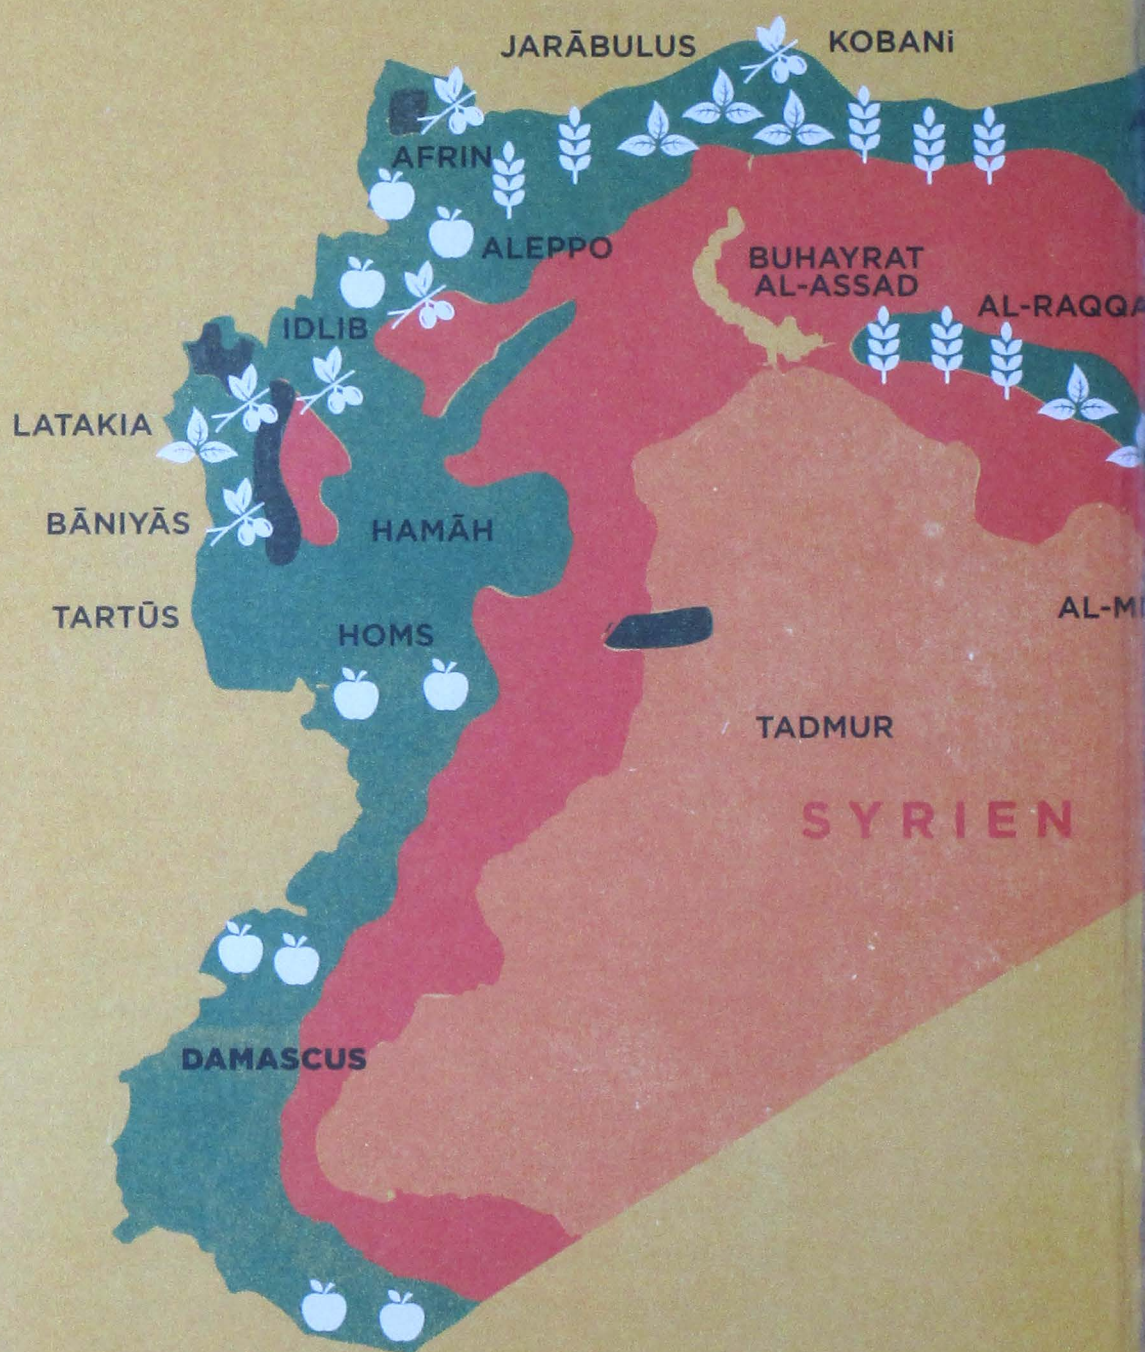 JARĀBULUS
KOBANi
AFRIN
ALEPPO
BUHAYRAT
AL-ASSAD
AL-RAQQA
IDLIB
LATAKIA
BĀNIYĀS
HAMĀH
TARTŪS
HOMS
TADMUR
SYRIEN
DAMASCUS